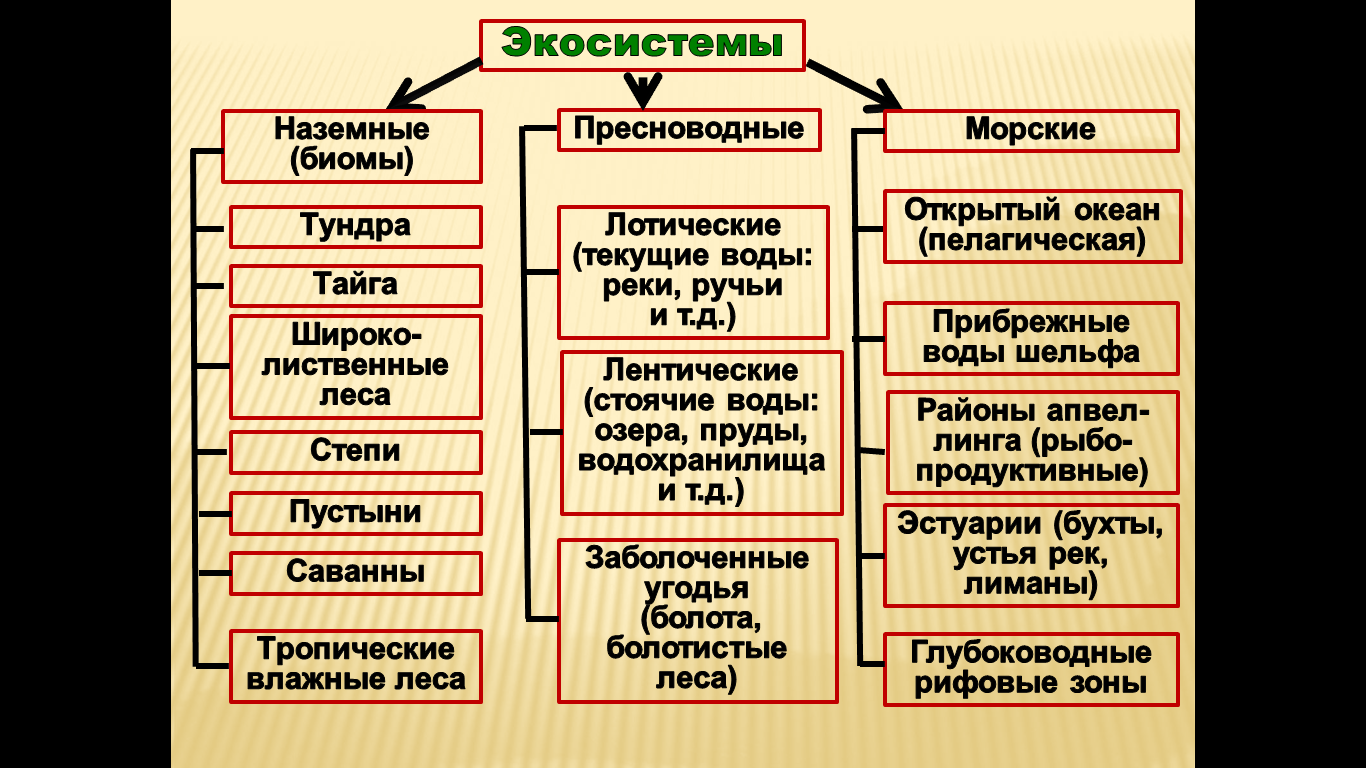 Экосистемы
Наземные
(биомы)
Тундра
Тайга
Широко-
лиственные
леса
Степи
Пустыни
Саванны
Тропические
влажные леса
Пресноводные
Лотические
(текущие воды:
реки, ручьи
и т.д.)
Лентические
(стоячие воды:
озера, пруды,
водохранилища
и т.д.)
Заболоченные
угодья
(болота,
болотистые
леса)
Морские
Открытый океан
(пелагическая)
Прибрежные
воды шельфа
Районы апвел-
линга (рыбо-
продуктивные)
Эстуарии (бухты,
устья рек,
лиманы)
Глубоководные
рифовые зоны